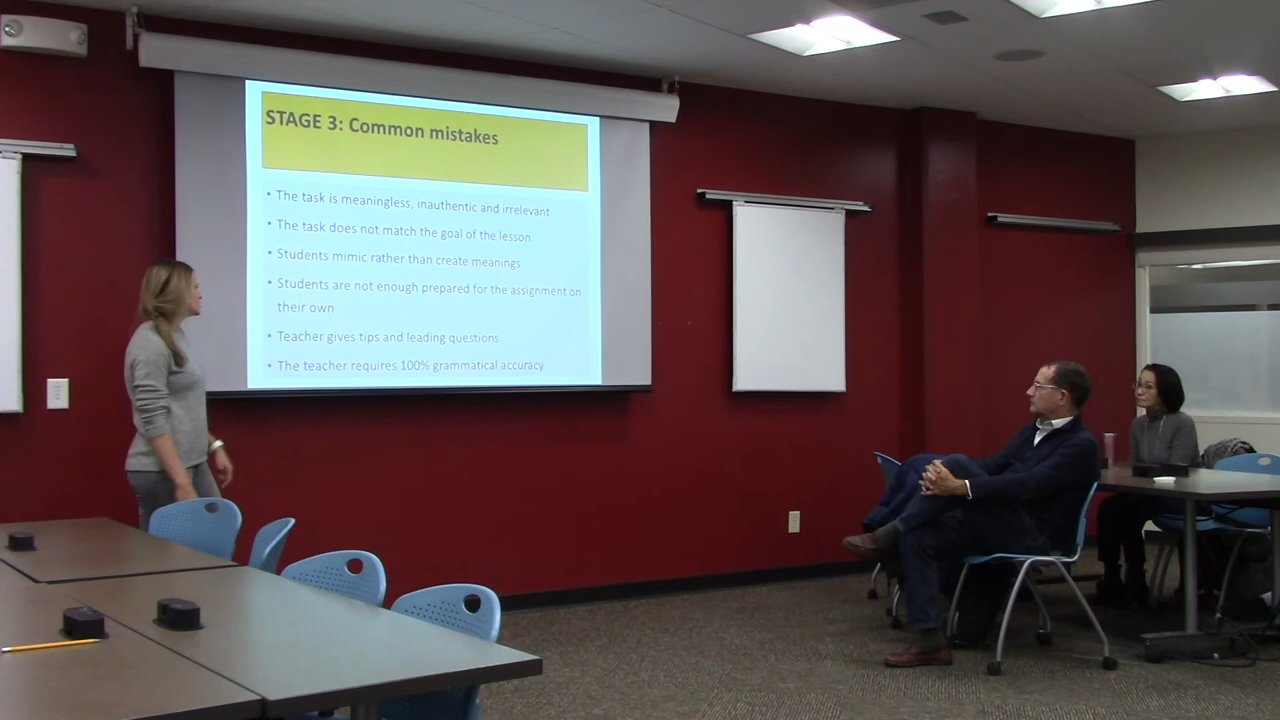 STAGE 3: Common mistakes
• The task is meaningless, inauthentic and irrelevant
• The task does not match the goal of the lesson
• Students mimic rather than create meanings
• Students are not enough prepared for the assignment on
their own
• Teacher gives tips and leading questions
• The teacher requires 100% grammatical accuracy